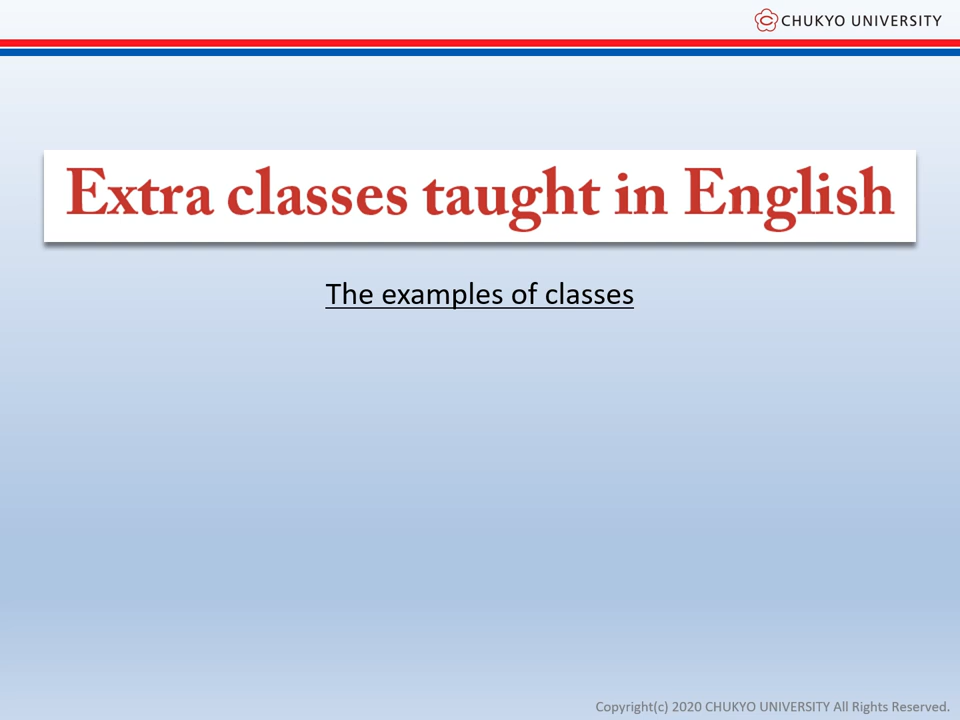 CHUKYO UNIVERSITY
Extra classes taught in English
The examples of classes
Copyright(c) 2020 CHUKYO UNIVERSITY All Rights Reserved.